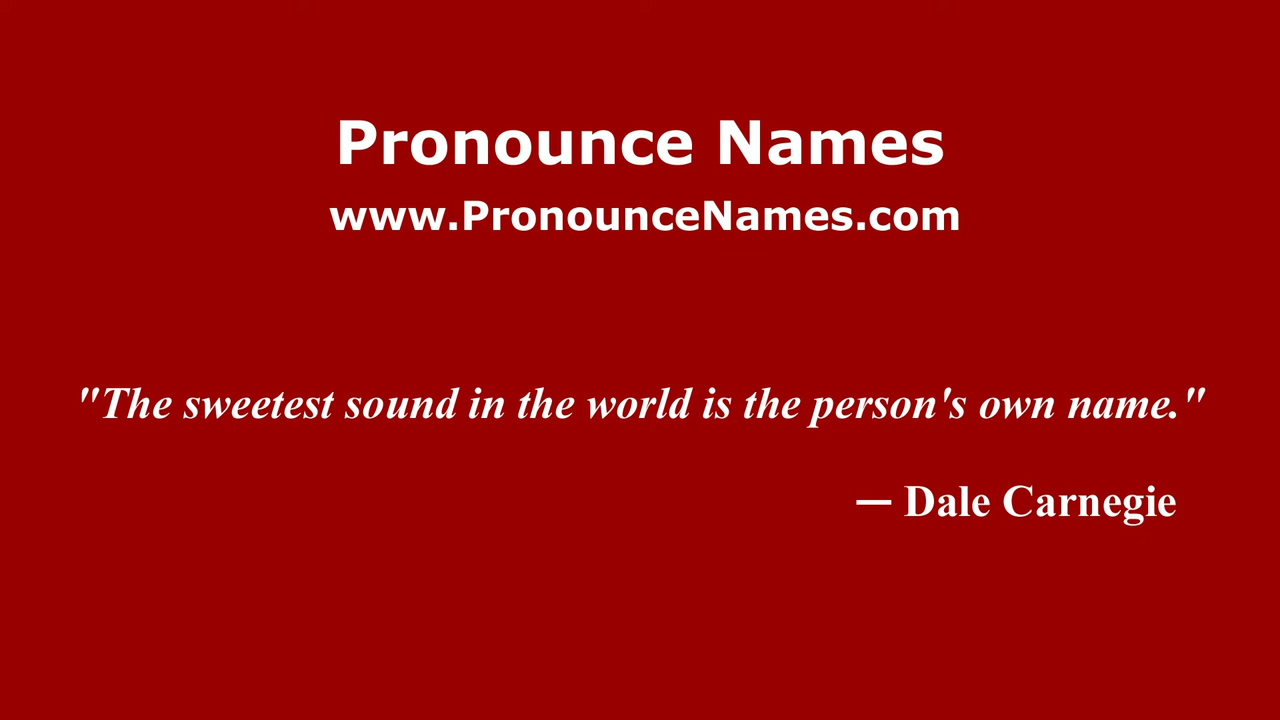 Pronounce Names
www.PronounceNames.com
"The sweetest sound in the world is the person's own name."
— Dale Carnegie